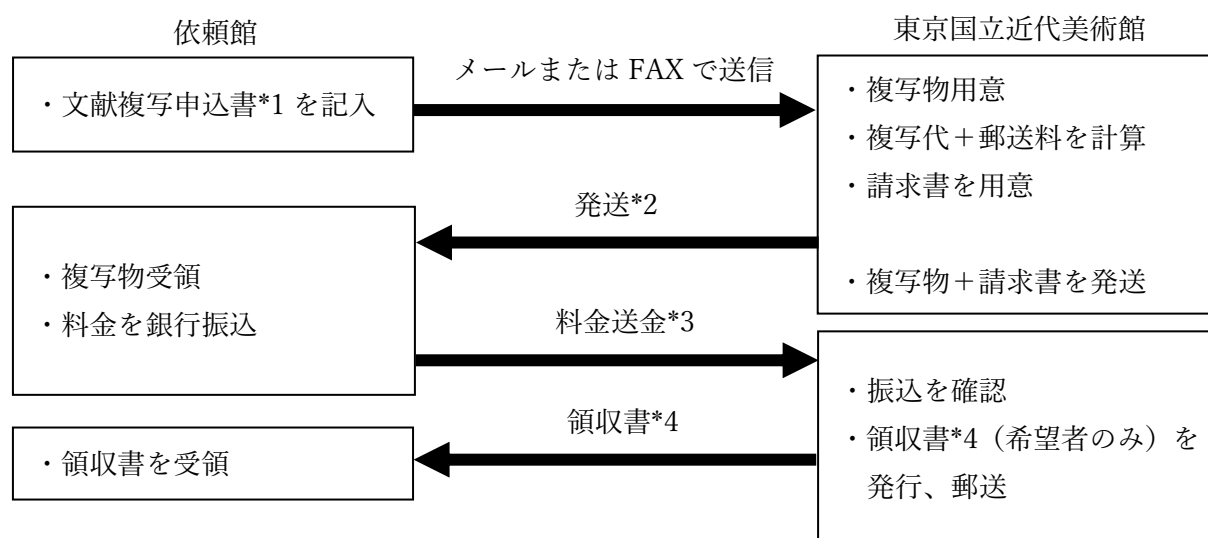 依頼館
東京国立近代美術館
・文献複写申込書*1 を記入
メールまたは FAX で送信
・複写物用意
・複写代＋郵送料を計算
・請求書を用意
・複写物＋請求書を発送
発送*2
・複写物受領
・料金を銀行振込
料金送金*3
・振込を確認
・領収書*4（希望者のみ）を
発行、郵送
領収書*4
・領収書を受領